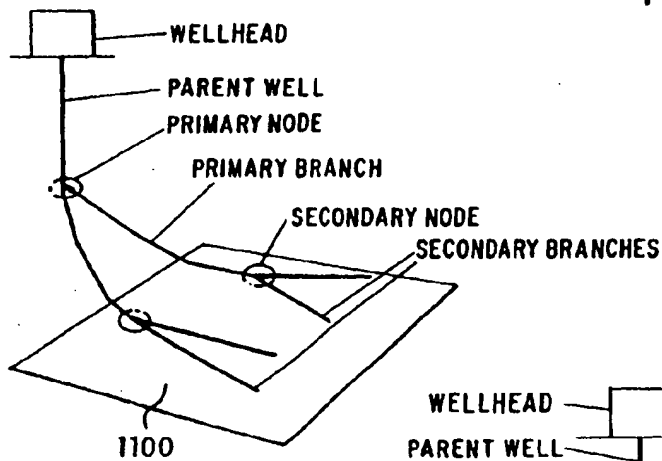 WELLHEAD
PARENT WELL
PRIMARY NODE
PRIMARY BRANCH
SECONDARY NODE
SECONDARY BRANCHES
1100
WELLHEAD
PARENT WELL